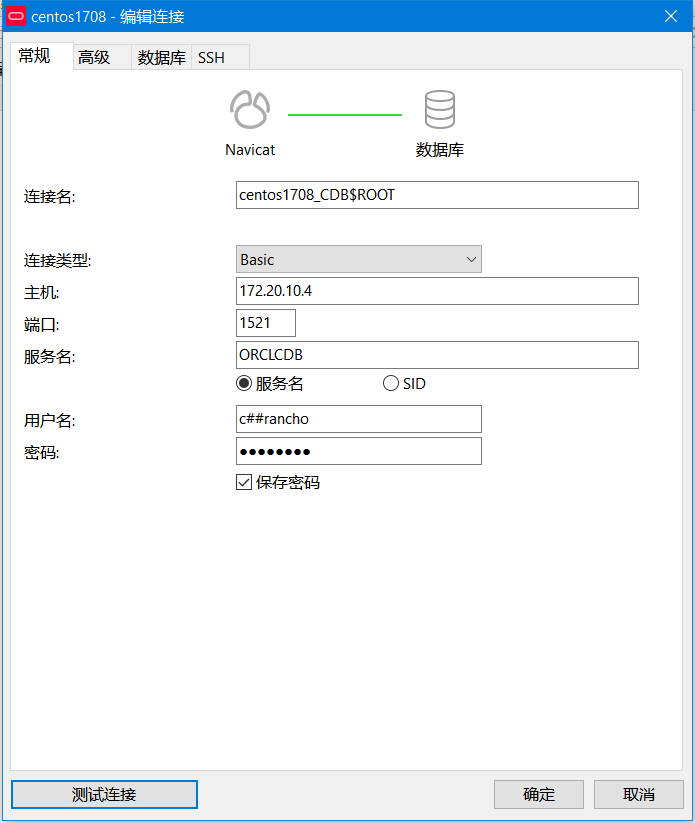 centos1708 - 编辑连接
常规 高级 数据库 SSH
Navicat 数据库
连接名: centos1708_CDB$ROOT
连接类型: Basic
主机: 172.20.10.4
端口: 1521
服务名: ORCLCDB
服务名 SID
用户名: c##rancho
密码: ●●●●●●●●
保存密码
测试连接 确定 取消